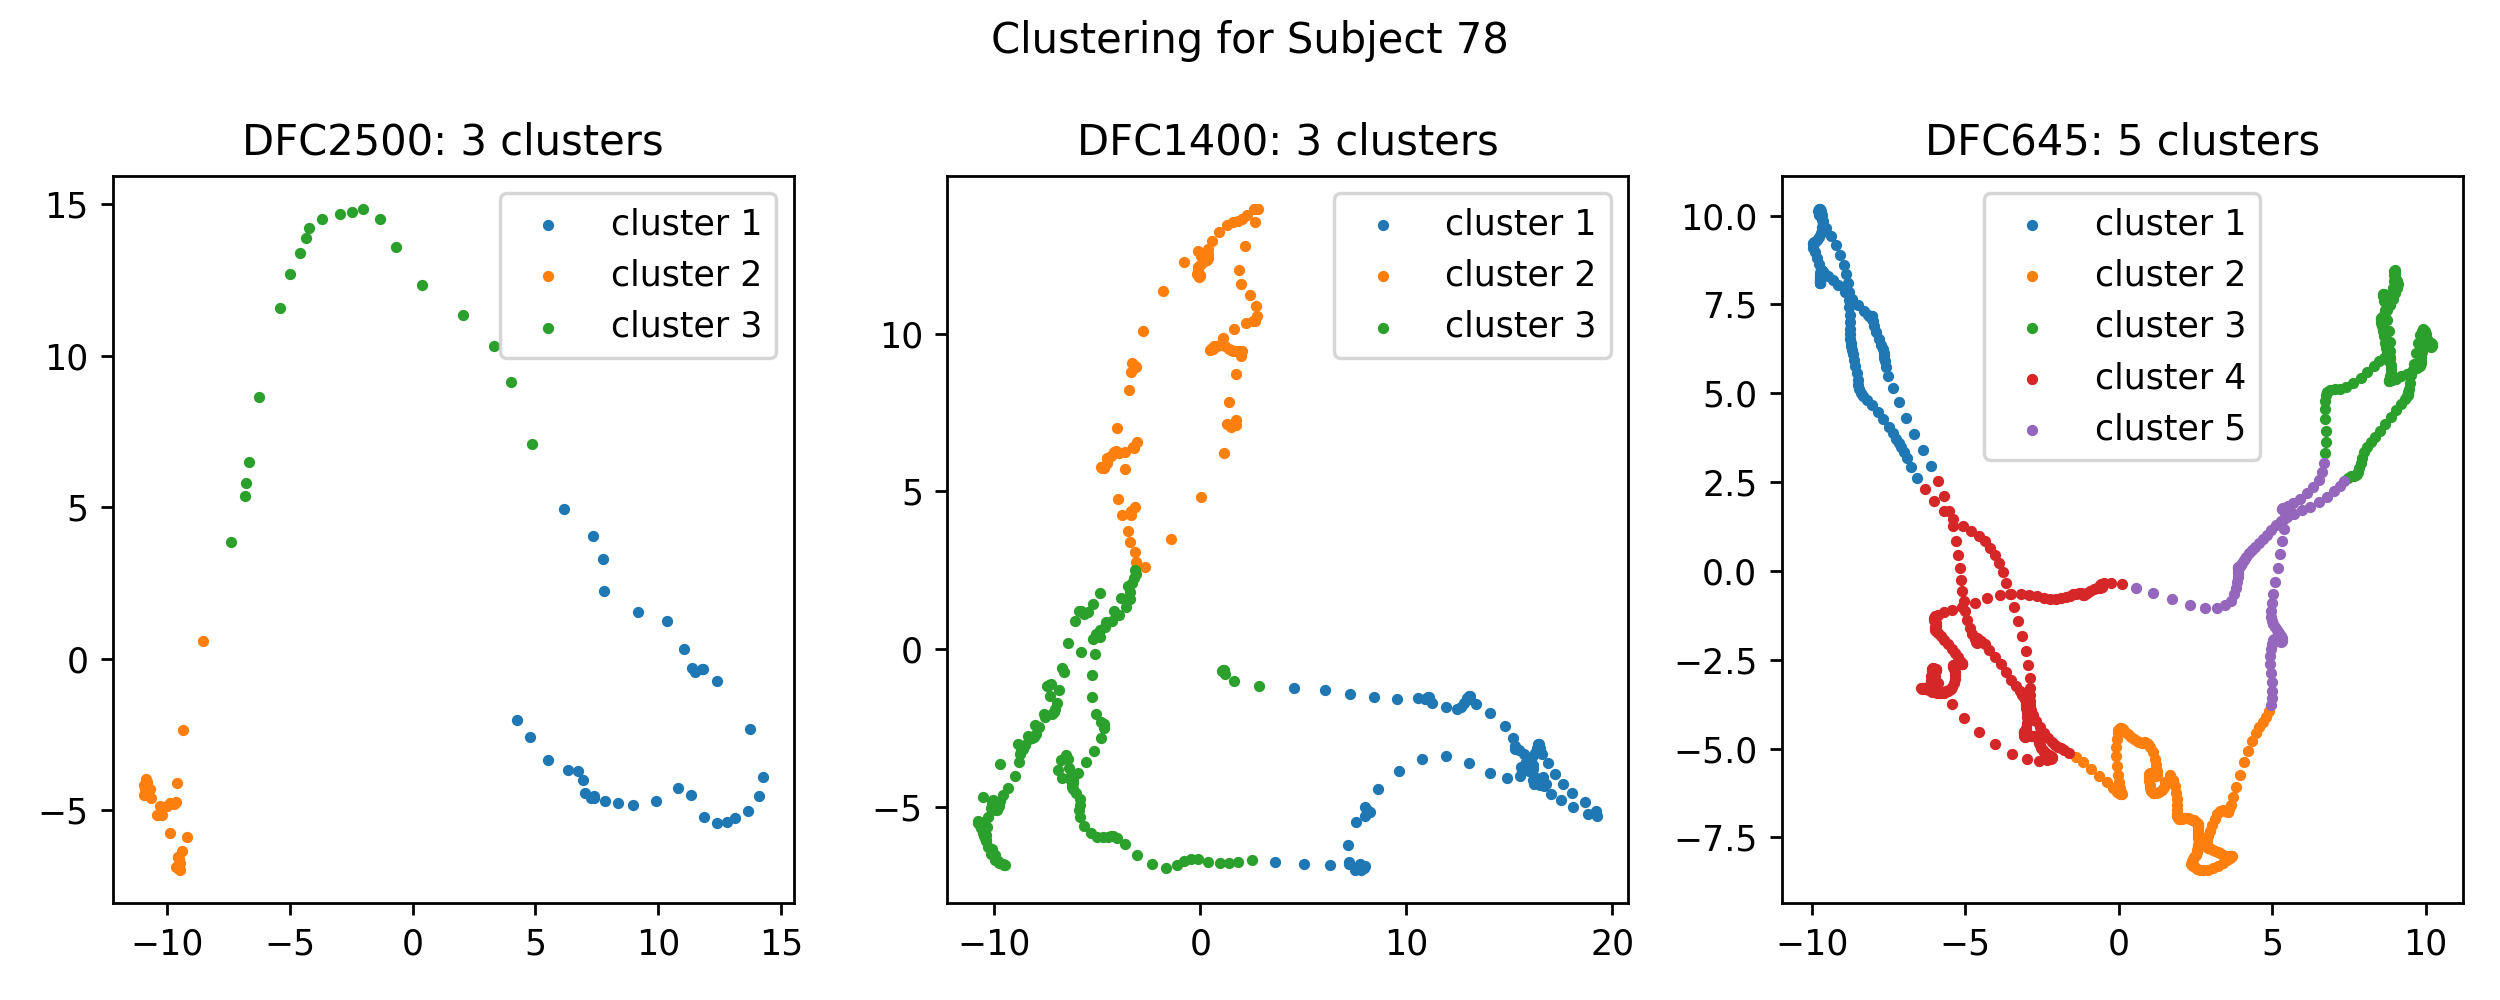 Clustering for Subject 78
DFC2500: 3 clusters
15
10
5
0
−5
−10
−5
0
5
10
15
cluster 1
cluster 2
cluster 3
DFC1400: 3 clusters
10
5
0
−5
−10
0
10
20
cluster 1
cluster 2
cluster 3
DFC645: 5 clusters
10.0
7.5
5.0
2.5
0.0
−2.5
−5.0
−7.5
−10
−5
0
5
10
cluster 1
cluster 2
cluster 3
cluster 4
cluster 5